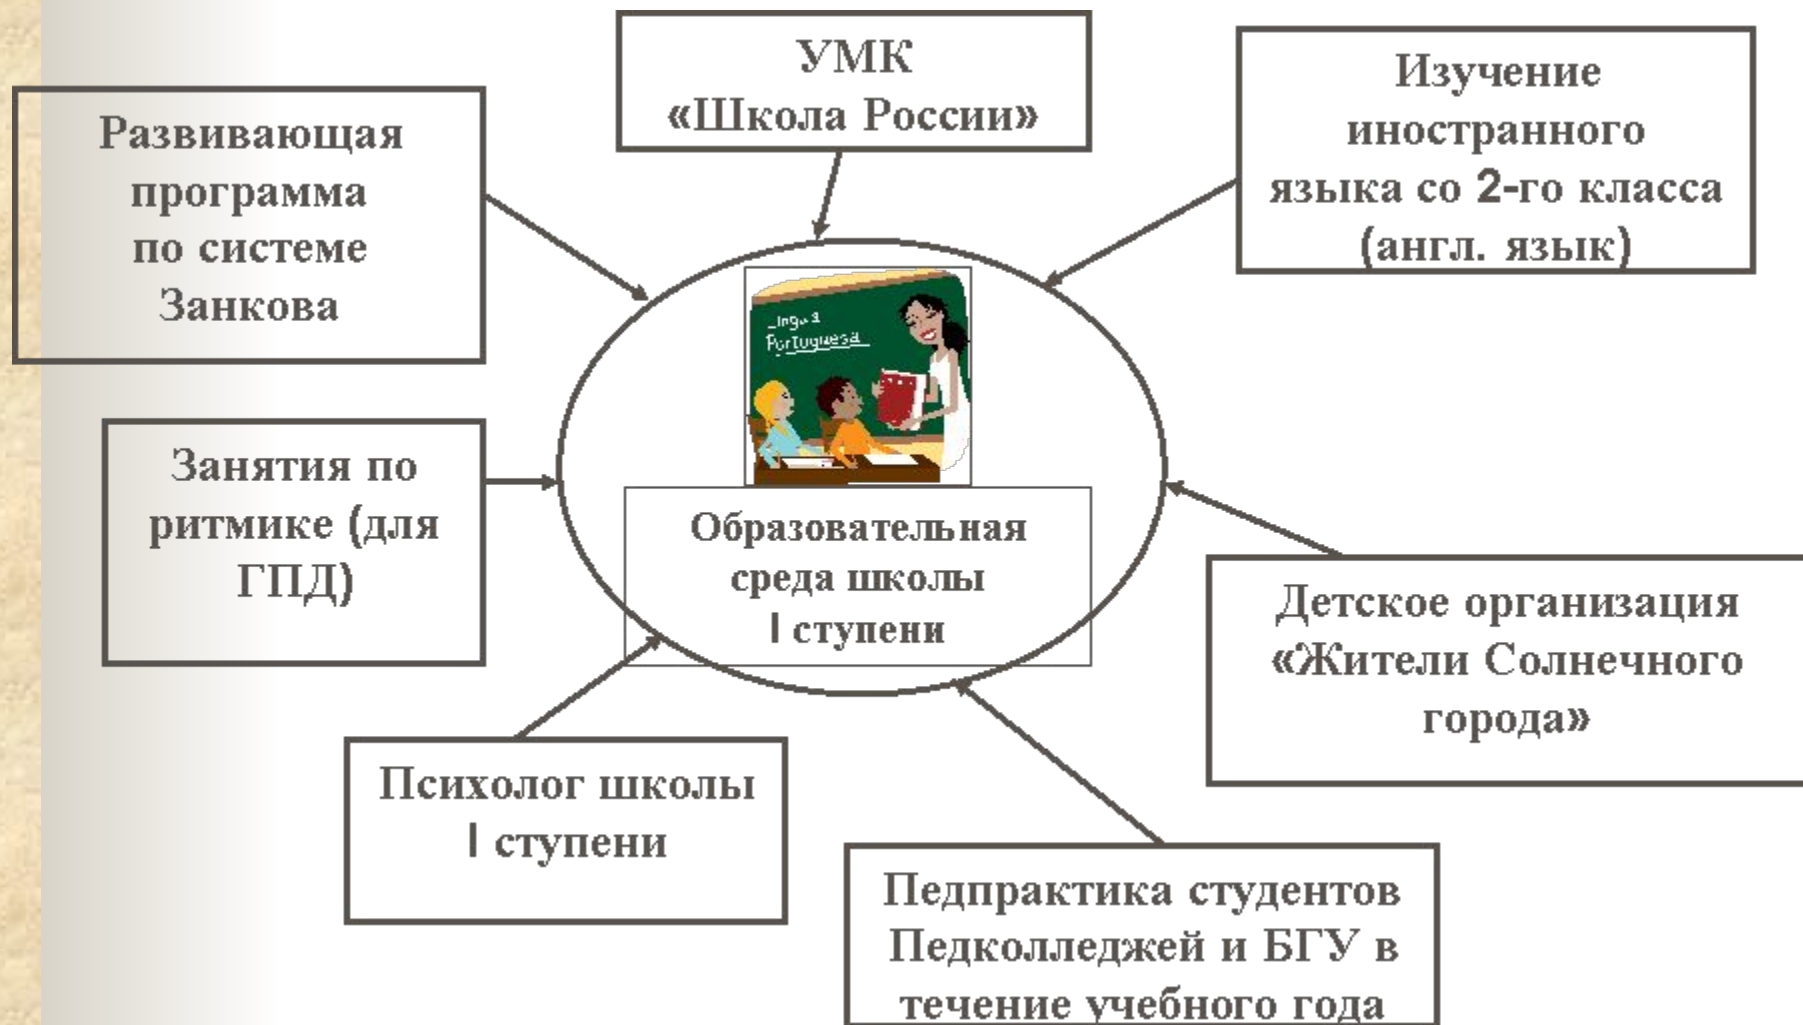 УМК
«Школа России»
Изучение
иностранного
языка со 2-го класса
(англ. язык)
Развивающая
программа
по системе
Занкова
Lingua
Portuguesa
Занятия по
ритмике (для
ГПД)
Образовательная
среда школы
I ступени
Детское организация
«Жители Солнечного
города»
Психолог школы
I ступени
Педпрактика студентов
Педколледжей и БГУ в
течение учебного года